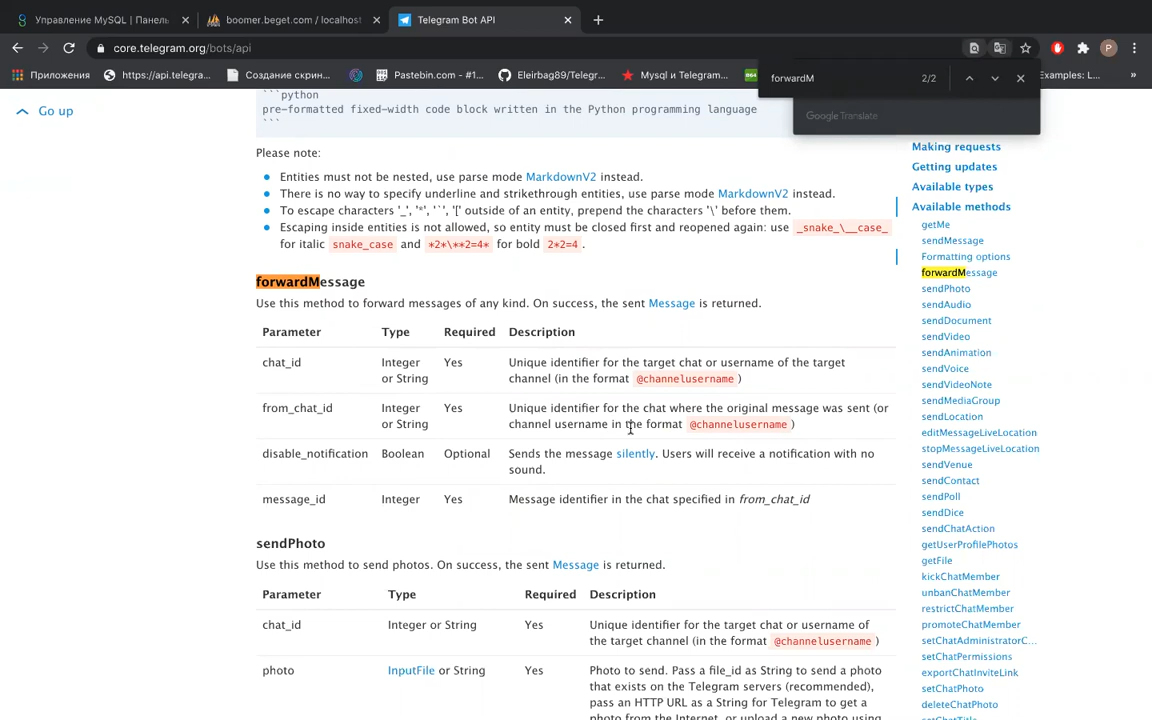 Управление MySQL | Панель
boomer.beget.com / localhost
Telegram Bot API
core.telegram.org/bots/api
Приложения
https://api.telegra...
Создание скрин...
Pastebin.com - #1...
Eleirbag89/Telegr...
Mysql и Telegram...
Examples: L...
»
forwardM
2/2
Google Translate
Go up
```python
pre-formatted fixed-width code block written in the Python programming language
```
Please note:
Entities must not be nested, use parse mode MarkdownV2 instead.
There is no way to specify underline and strikethrough entities, use parse mode MarkdownV2 instead.
To escape characters '_', '*', '`', '[' outside of an entity, prepend the characters '\' before them.
Escaping inside entities is not allowed, so entity must be closed first and reopened again: use _snake_\__case_
for italic snake_case and *2*\**2=4* for bold 2*2=4.
forwardMessage
Use this method to forward messages of any kind. On success, the sent Message is returned.
Parameter Type Required Description
chat_id Integer Yes Unique identifier for the target chat or username of the target
or String channel (in the format @channelusername )
from_chat_id Integer Yes Unique identifier for the chat where the original message was sent (or
or String channel username in the format @channelusername )
disable_notification Boolean Optional Sends the message silently. Users will receive a notification with no
sound.
message_id Integer Yes Message identifier in the chat specified in from_chat_id
sendPhoto
Use this method to send photos. On success, the sent Message is returned.
Parameter Type Required Description
chat_id Integer or String Yes Unique identifier for the target chat or username of
the target channel (in the format @channelusername )
photo InputFile or String Yes Photo to send. Pass a file_id as String to send a photo
that exists on the Telegram servers (recommended),
pass an HTTP URL as a String for Telegram to get a
photo from the Internet, or upload a new photo using
Making requests
Getting updates
Available types
Available methods
getMe
sendMessage
Formatting options
forwardMessage
sendPhoto
sendAudio
sendDocument
sendVideo
sendAnimation
sendVoice
sendVideoNote
sendMediaGroup
sendLocation
editMessageLiveLocation
stopMessageLiveLocation
sendVenue
sendContact
sendPoll
sendDice
sendChatAction
getUserProfilePhotos
getFile
kickChatMember
unbanChatMember
restrictChatMember
promoteChatMember
setChatAdministratorC...
setChatPermissions
exportChatInviteLink
setChatPhoto
deleteChatPhoto
setChatTitle